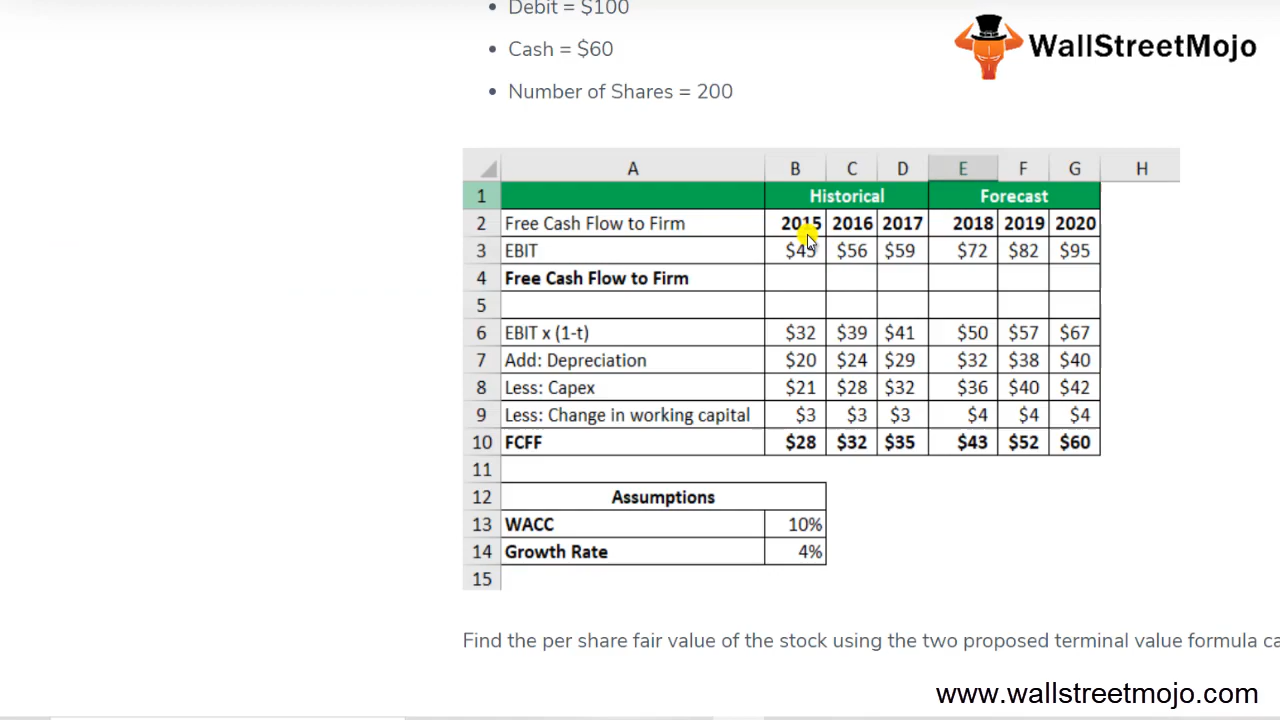 Debit = $100
WallStreetMojo
Cash = $60
Number of Shares = 200
A B C D E F G H
1 Historical Forecast
2 Free Cash Flow to Firm 2015 2016 2017 2018 2019 2020
3 EBIT $45 $56 $59 $72 $82 $95
4 Free Cash Flow to Firm
5
6 EBIT x (1-t) $32 $39 $41 $50 $57 $67
7 Add: Depreciation $20 $24 $29 $32 $38 $40
8 Less: Capex $21 $28 $32 $36 $40 $42
9 Less: Change in working capital $3 $3 $3 $4 $4 $4
10 FCFF $28 $32 $35 $43 $52 $60
11
12 Assumptions
13 WACC 10%
14 Growth Rate 4%
15
Find the per share fair value of the stock using the two proposed terminal value formula ca
www.wallstreetmojo.com